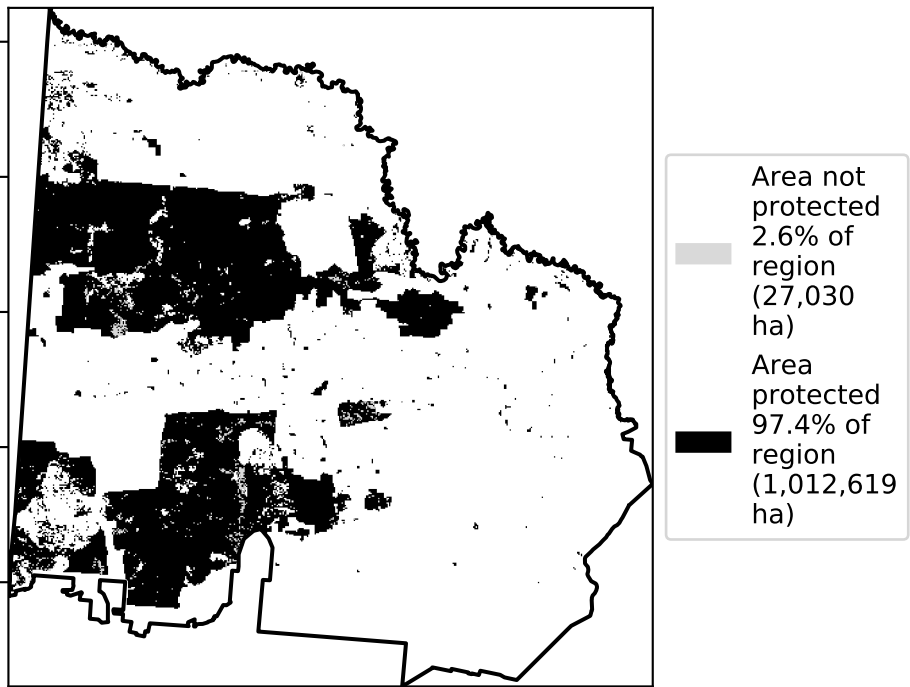 Area not
protected
2.6% of
region
(27,030
ha)
Area
protected
97.4% of
region
(1,012,619
ha)